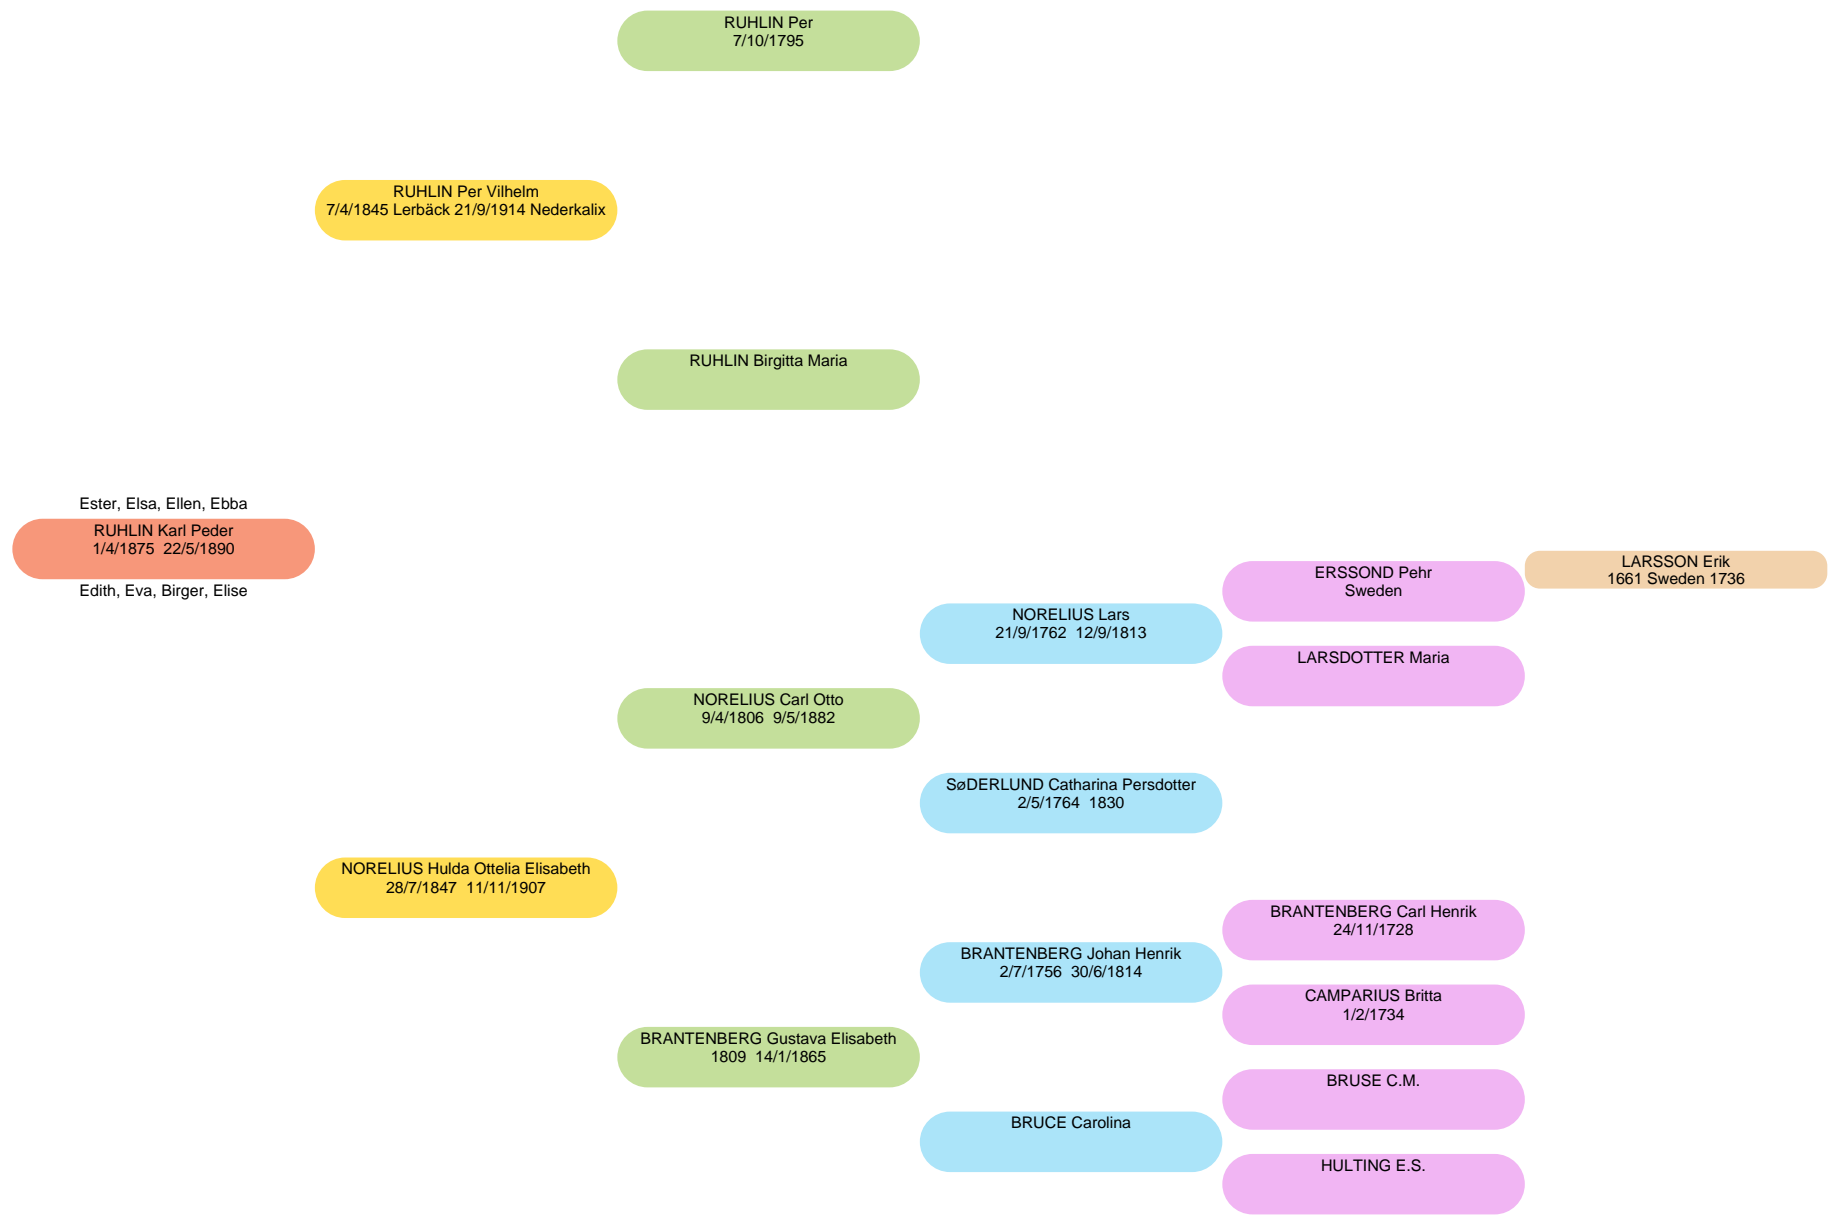 RUHLIN Per
7/10/1795
RUHLIN Per Vilhelm
7/4/1845 Lerbäck 21/9/1914 Nederkalix
RUHLIN Birgitta Maria
Ester, Elsa, Ellen, Ebba
RUHLIN Karl Peder
1/4/1875  22/5/1890
Edith, Eva, Birger, Elise
LARSSON Erik
1661 Sweden 1736
ERSSOND Pehr
Sweden
NORELIUS Lars
21/9/1762  12/9/1813
LARSDOTTER Maria
NORELIUS Carl Otto
9/4/1806  9/5/1882
SøDERLUND Catharina Persdotter
2/5/1764  1830
NORELIUS Hulda Ottelia Elisabeth
28/7/1847  11/11/1907
BRANTENBERG Carl Henrik
24/11/1728
BRANTENBERG Johan Henrik
2/7/1756  30/6/1814
CAMPARIUS Britta
1/2/1734
BRANTENBERG Gustava Elisabeth
1809  14/1/1865
BRUSE C.M.
BRUCE Carolina
HULTING E.S.